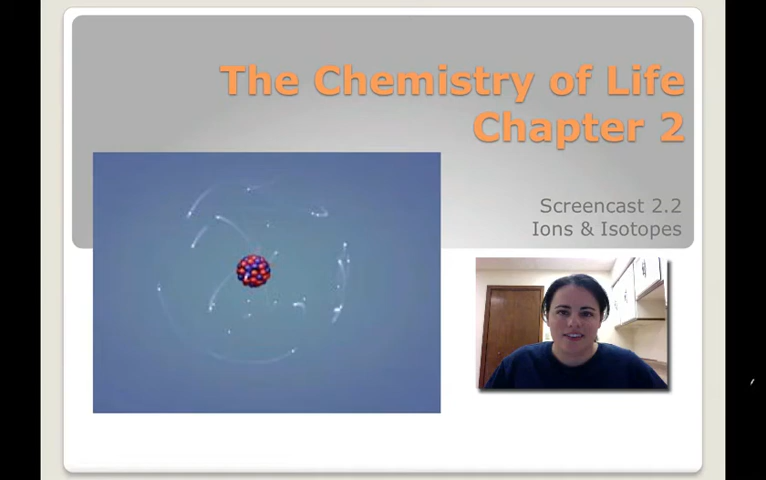 The Chemistry of Life
Chapter 2
Screencast 2.2
Ions & Isotopes